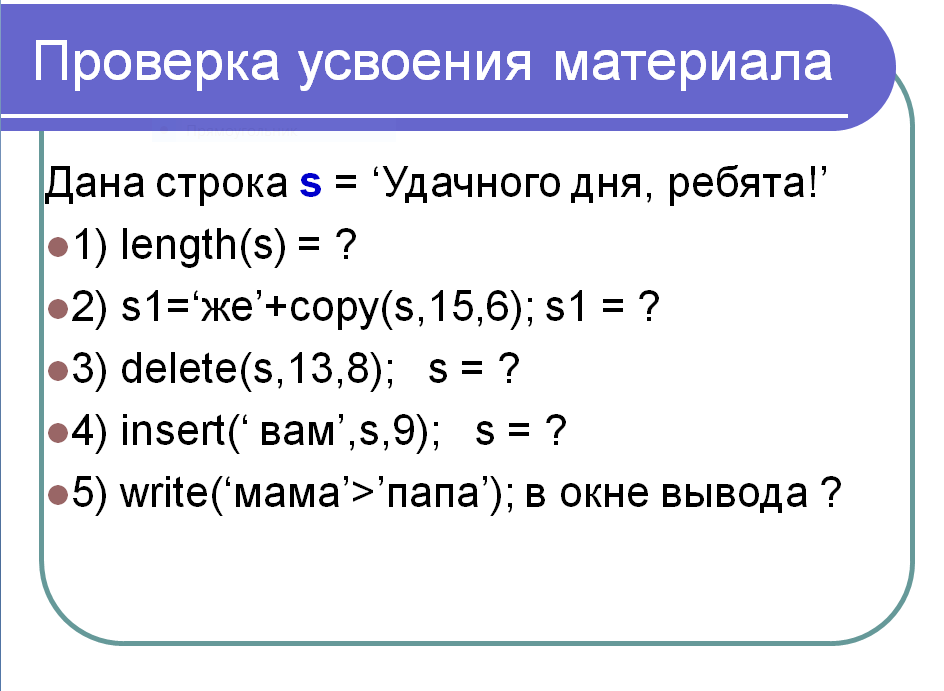 Проверка усвоения материала
Дана строка s = ‘Удачного дня, ребята!’
1) length(s) = ?
2) s1=‘же’+copy(s,15,6); s1 = ?
3) delete(s,13,8); s = ?
4) insert(‘ вам’,s,9); s = ?
5) write(‘мама’>’папа’); в окне вывода ?